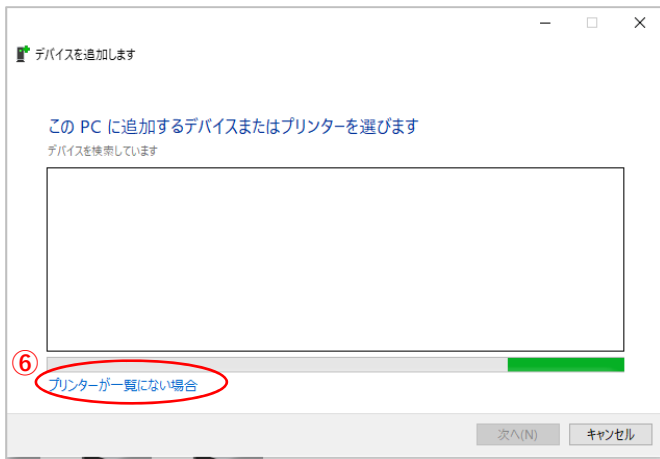 デバイスを追加します
この PC に追加するデバイスまたはプリンターを選びます
デバイスを検索しています
⑥
プリンターが一覧にない場合
次へ(N) キャンセル